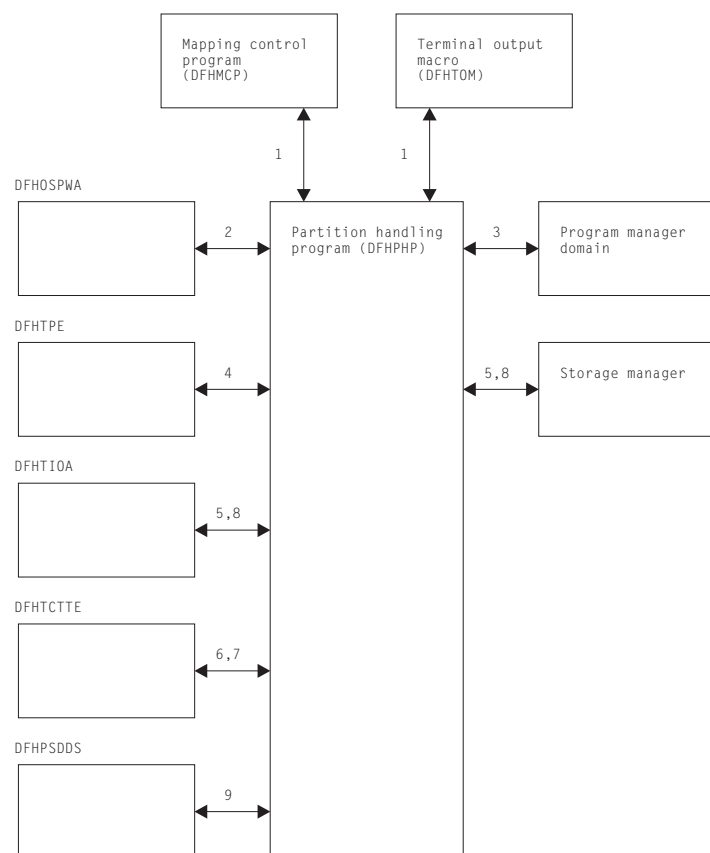 Mapping control
program
(DFHMCP)
Terminal output
macro
(DFHTOM)
1
1
DFHOSPWA
2
Partition handling
program (DFHPHP)
3
Program manager
domain
DFHTPE
4
5,8
Storage manager
DFHTIOA
5,8
DFHTCTTE
6,7
DFHPSDDS
9